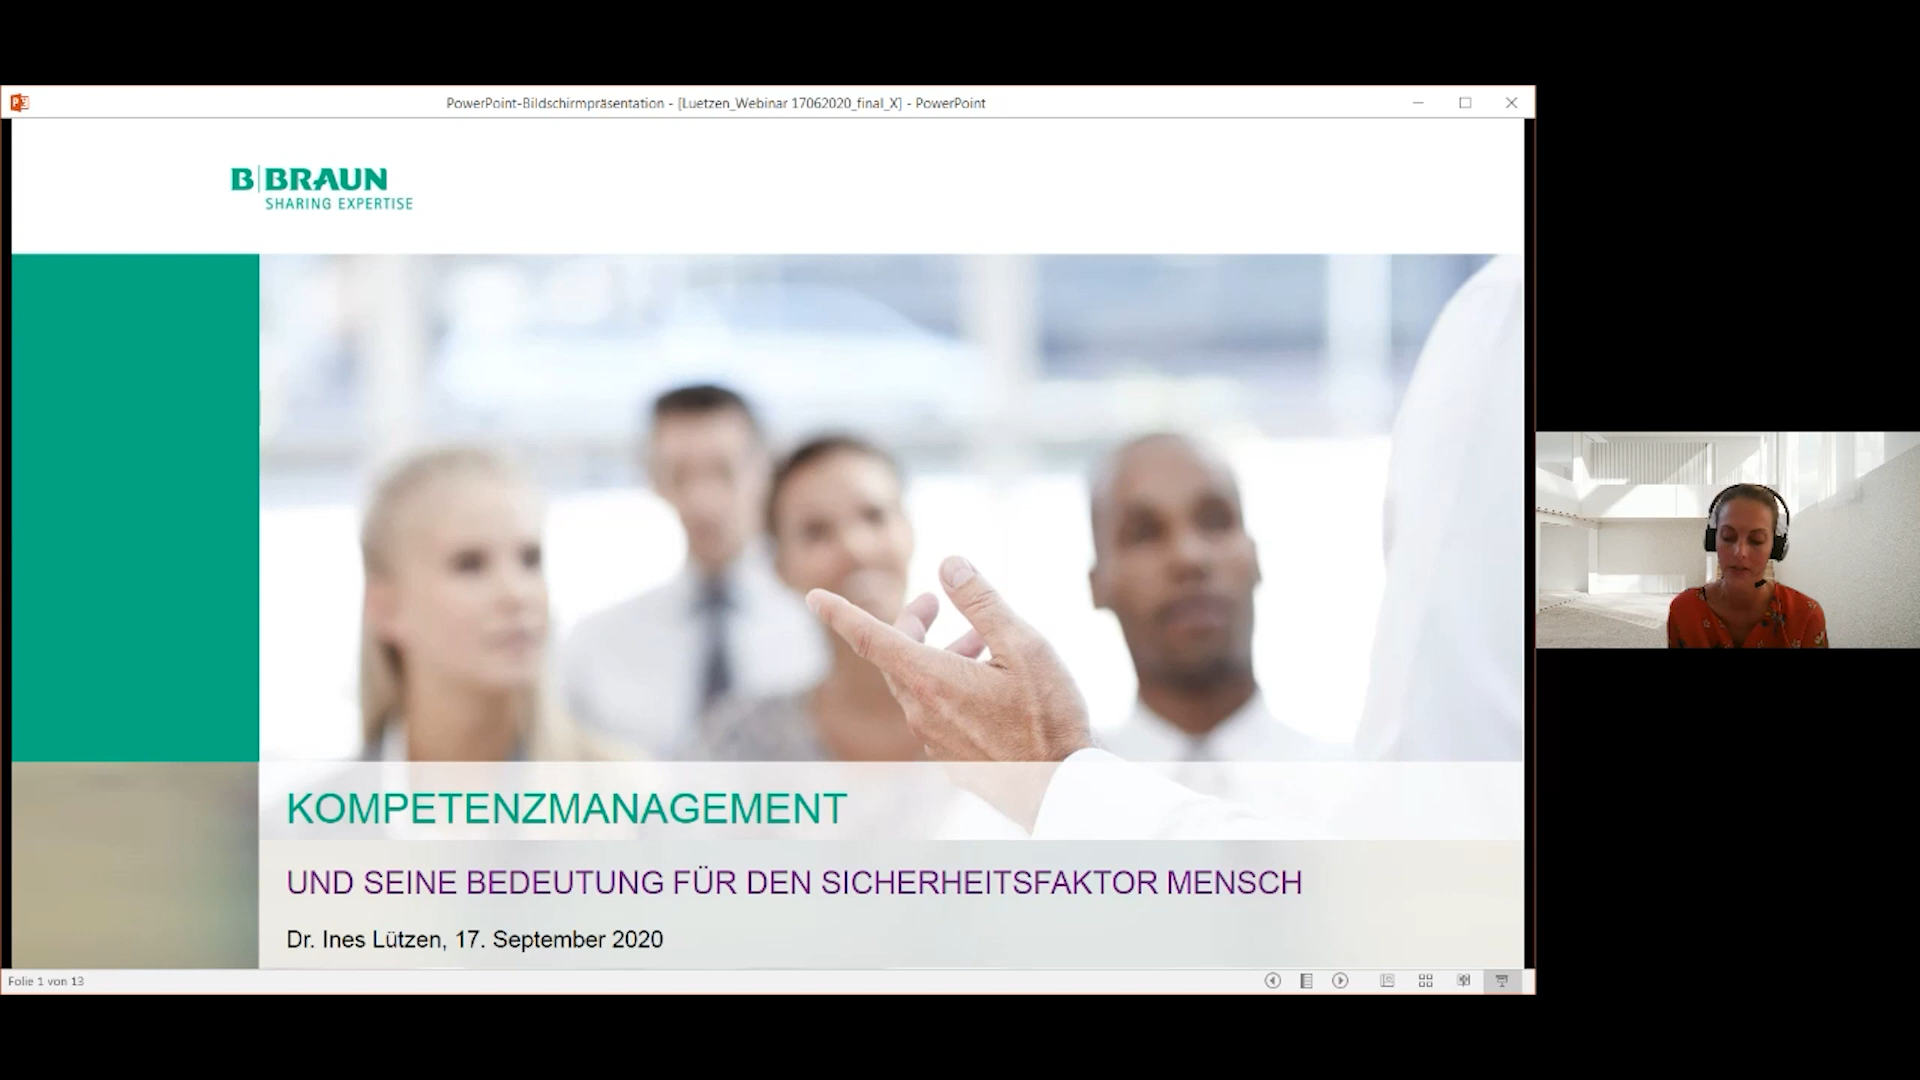 PowerPoint-Bildschirmpräsentation - [Luetzen_Webinar 17062020_final_X] - PowerPoint
B|BRAUN
SHARING EXPERTISE
KOMPETENZMANAGEMENT
UND SEINE BEDEUTUNG FÜR DEN SICHERHEITSFAKTOR MENSCH
Dr. Ines Lützen, 17. September 2020
Folie 1 von 13